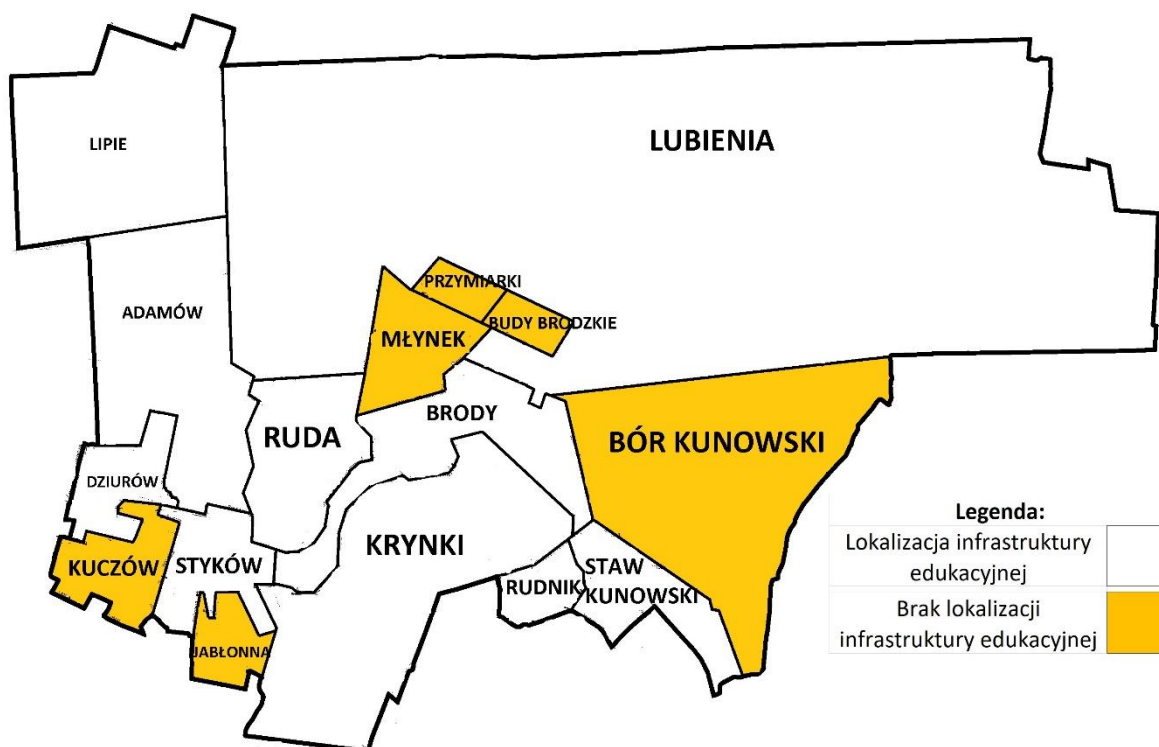 LIPIE
LUBIENIA
ADAMÓW
PRZYMIARKI
BUDY BRODZKIE
MŁYNEK
BRODY
RUDA
BÓR KUNOWSKI
DZIURÓW
KUCZÓW
STYKÓW
KRYNKI
RUDNIK
STAW
KUNOWSKI
JABŁONNA
Legenda:
Lokalizacja infrastruktury
edukacyjnej
Brak lokalizacji
infrastruktury edukacyjnej